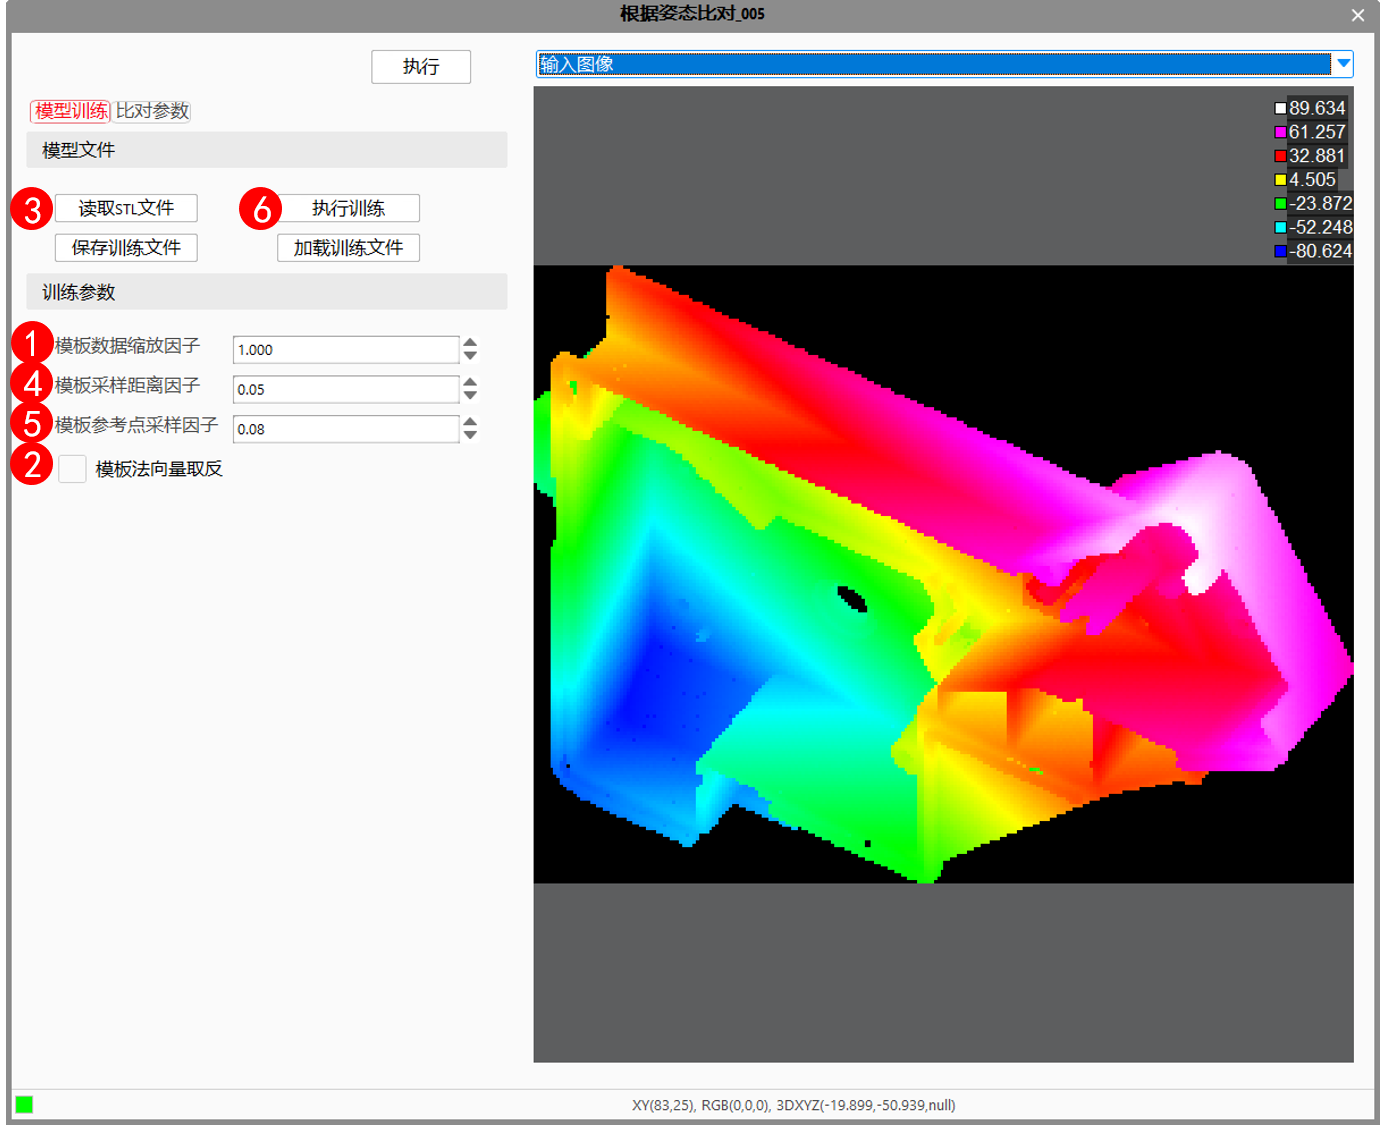 根据姿态比对_005
执行
输入图像
模型训练 比对参数
模型文件
3 读取STL文件
6 执行训练
保存训练文件
加载训练文件
训练参数
1 模板数据缩放因子 1.000
4 模板采样距离因子 0.05
5 模板参考点采样因子 0.08
2 模板法向量取反
89.634
61.257
32.881
4.505
-23.872
-52.248
-80.624
XY(83,25), RGB(0,0,0), 3DXYZ(-19.899,-50.939,null)